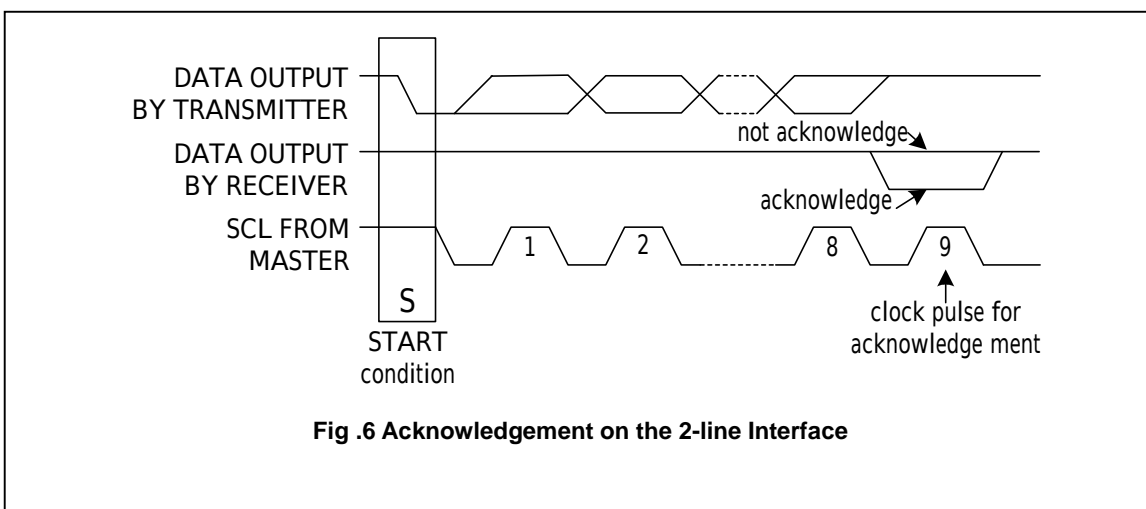 DATA OUTPUT
BY TRANSMITTER
not acknowledge
DATA OUTPUT
BY RECEIVER
acknowledge
SCL FROM
MASTER
1
2
8
9
S
START
condition
clock pulse for
acknowledge ment
Fig .6 Acknowledgement on the 2-line Interface